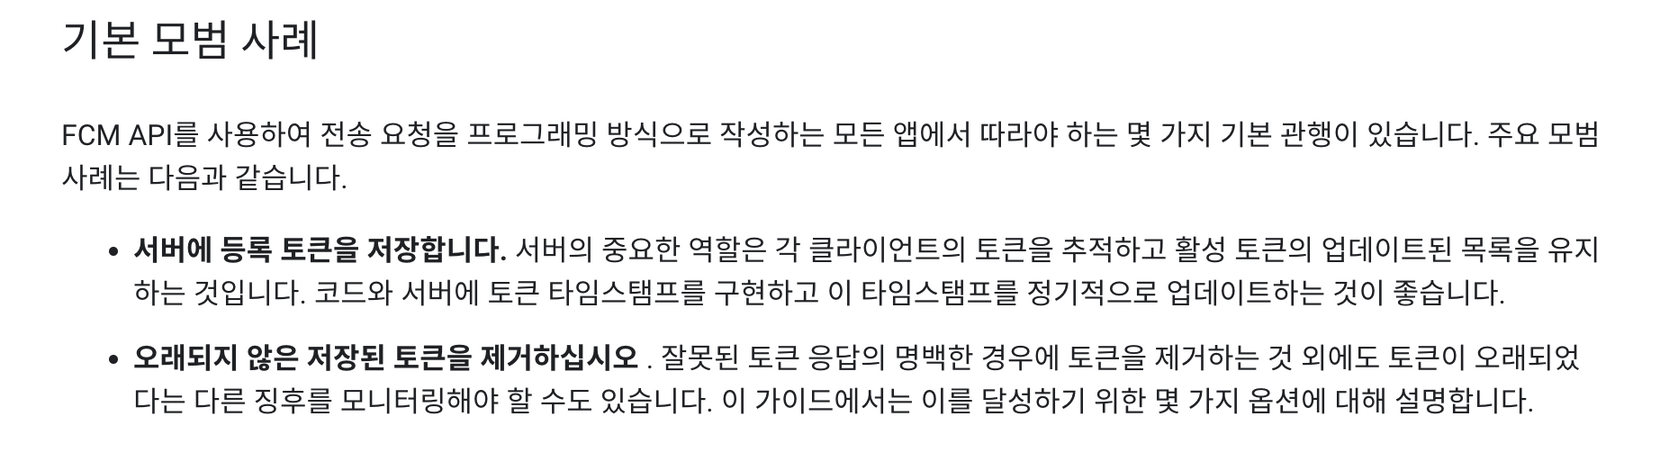 기본 모범 사례
FCM API를 사용하여 전송 요청을 프로그래밍 방식으로 작성하는 모든 앱에서 따라야 하는 몇 가지 기본 관행이 있습니다. 주요 모범
사례는 다음과 같습니다.
• 서버에 등록 토큰을 저장합니다. 서버의 중요한 역할은 각 클라이언트의 토큰을 추적하고 활성 토큰의 업데이트된 목록을 유지
하는 것입니다. 코드와 서버에 토큰 타임스탬프를 구현하고 이 타임스탬프를 정기적으로 업데이트하는 것이 좋습니다.
• 오래되지 않은 저장된 토큰을 제거하십시오 . 잘못된 토큰 응답의 명백한 경우에 토큰을 제거하는 것 외에도 토큰이 오래되었
다는 다른 징후를 모니터링해야 할 수도 있습니다. 이 가이드에서는 이를 달성하기 위한 몇 가지 옵션에 대해 설명합니다.